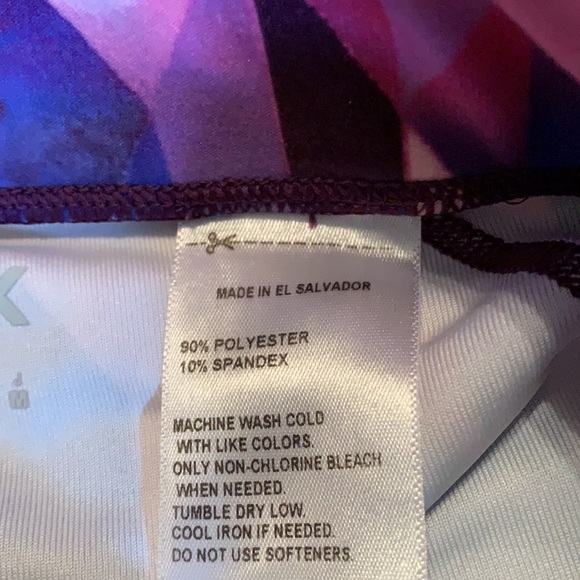 MADE IN EL SALVADOR
90% POLYESTER
10% SPANDEX
MACHINE WASH COLD
WITH LIKE COLORS.
ONLY NON-CHLORINE BLEACH
WHEN NEEDED.
TUMBLE DRY LOW.
COOL IRON IF NEEDED.
DO NOT USE SOFTENERS.